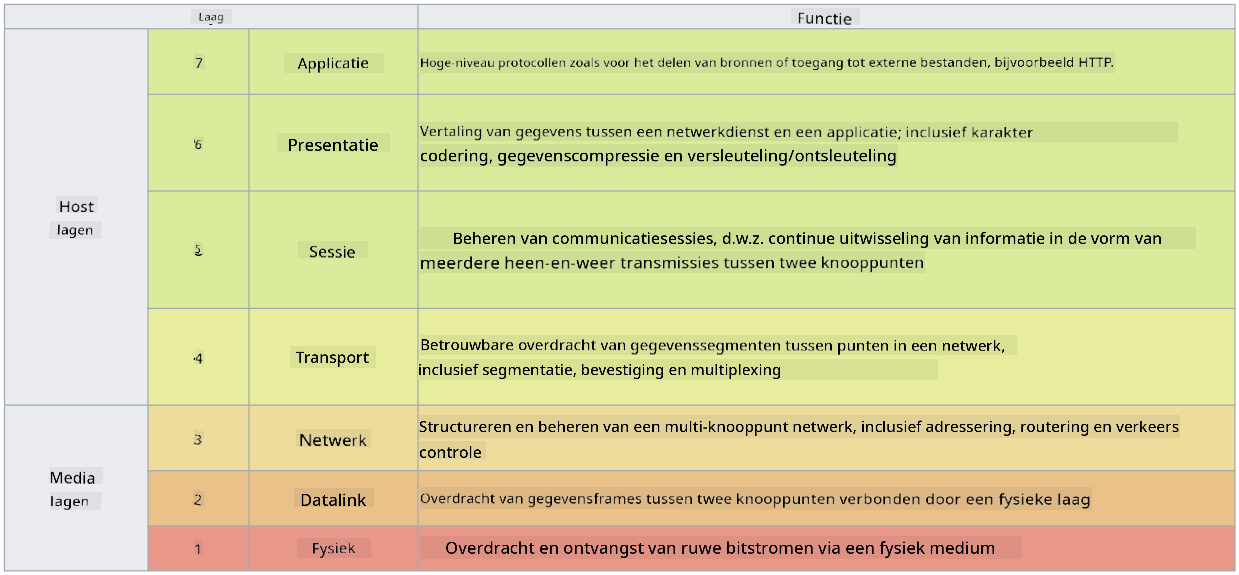 Laag
Functie
Host
lagen
7
Applicatie
Hoge-niveau protocollen zoals voor het delen van bronnen of toegang tot externe bestanden, bijvoorbeeld HTTP.
6
Presentatie
Vertaling van gegevens tussen een netwerkdienst en een applicatie; inclusief karakter
codering, gegevenscompressie en versleuteling/ontsleuteling
5
Sessie
Beheren van communicatiesessies, d.w.z. continue uitwisseling van informatie in de vorm van
meerdere heen-en-weer transmissies tussen twee knooppunten
4
Transport
Betrouwbare overdracht van gegevenssegmenten tussen punten in een netwerk,
inclusief segmentatie, bevestiging en multiplexing
Media
lagen
3
Netwerk
Structureren en beheren van een multi-knooppunt netwerk, inclusief adressering, routering en verkeers
controle
2
Datalink
Overdracht van gegevensframes tussen twee knooppunten verbonden door een fysieke laag
1
Fysiek
Overdracht en ontvangst van ruwe bitstromen via een fysiek medium